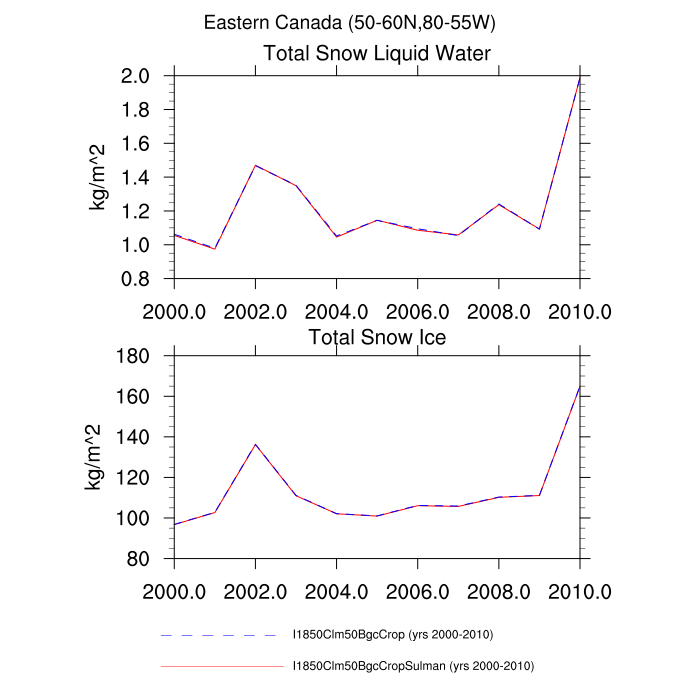 Eastern Canada (50-60N,80-55W)
Total Snow Liquid Water
2.0
1.8
1.6
1.4
1.2
1.0
0.8
kg/m^2
2000.0 2002.0 2004.0 2006.0 2008.0 2010.0
Total Snow Ice
180
160
140
120
100
80
kg/m^2
2000.0 2002.0 2004.0 2006.0 2008.0 2010.0
I1850Clm50BgcCrop (yrs 2000-2010)
I1850Clm50BgcCropSulman (yrs 2000-2010)